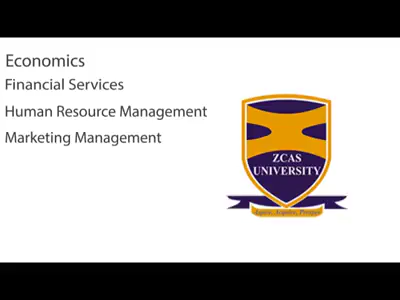 Economics
Financial Services
Human Resource Management
Marketing Management
ZCAS
UNIVERSITY